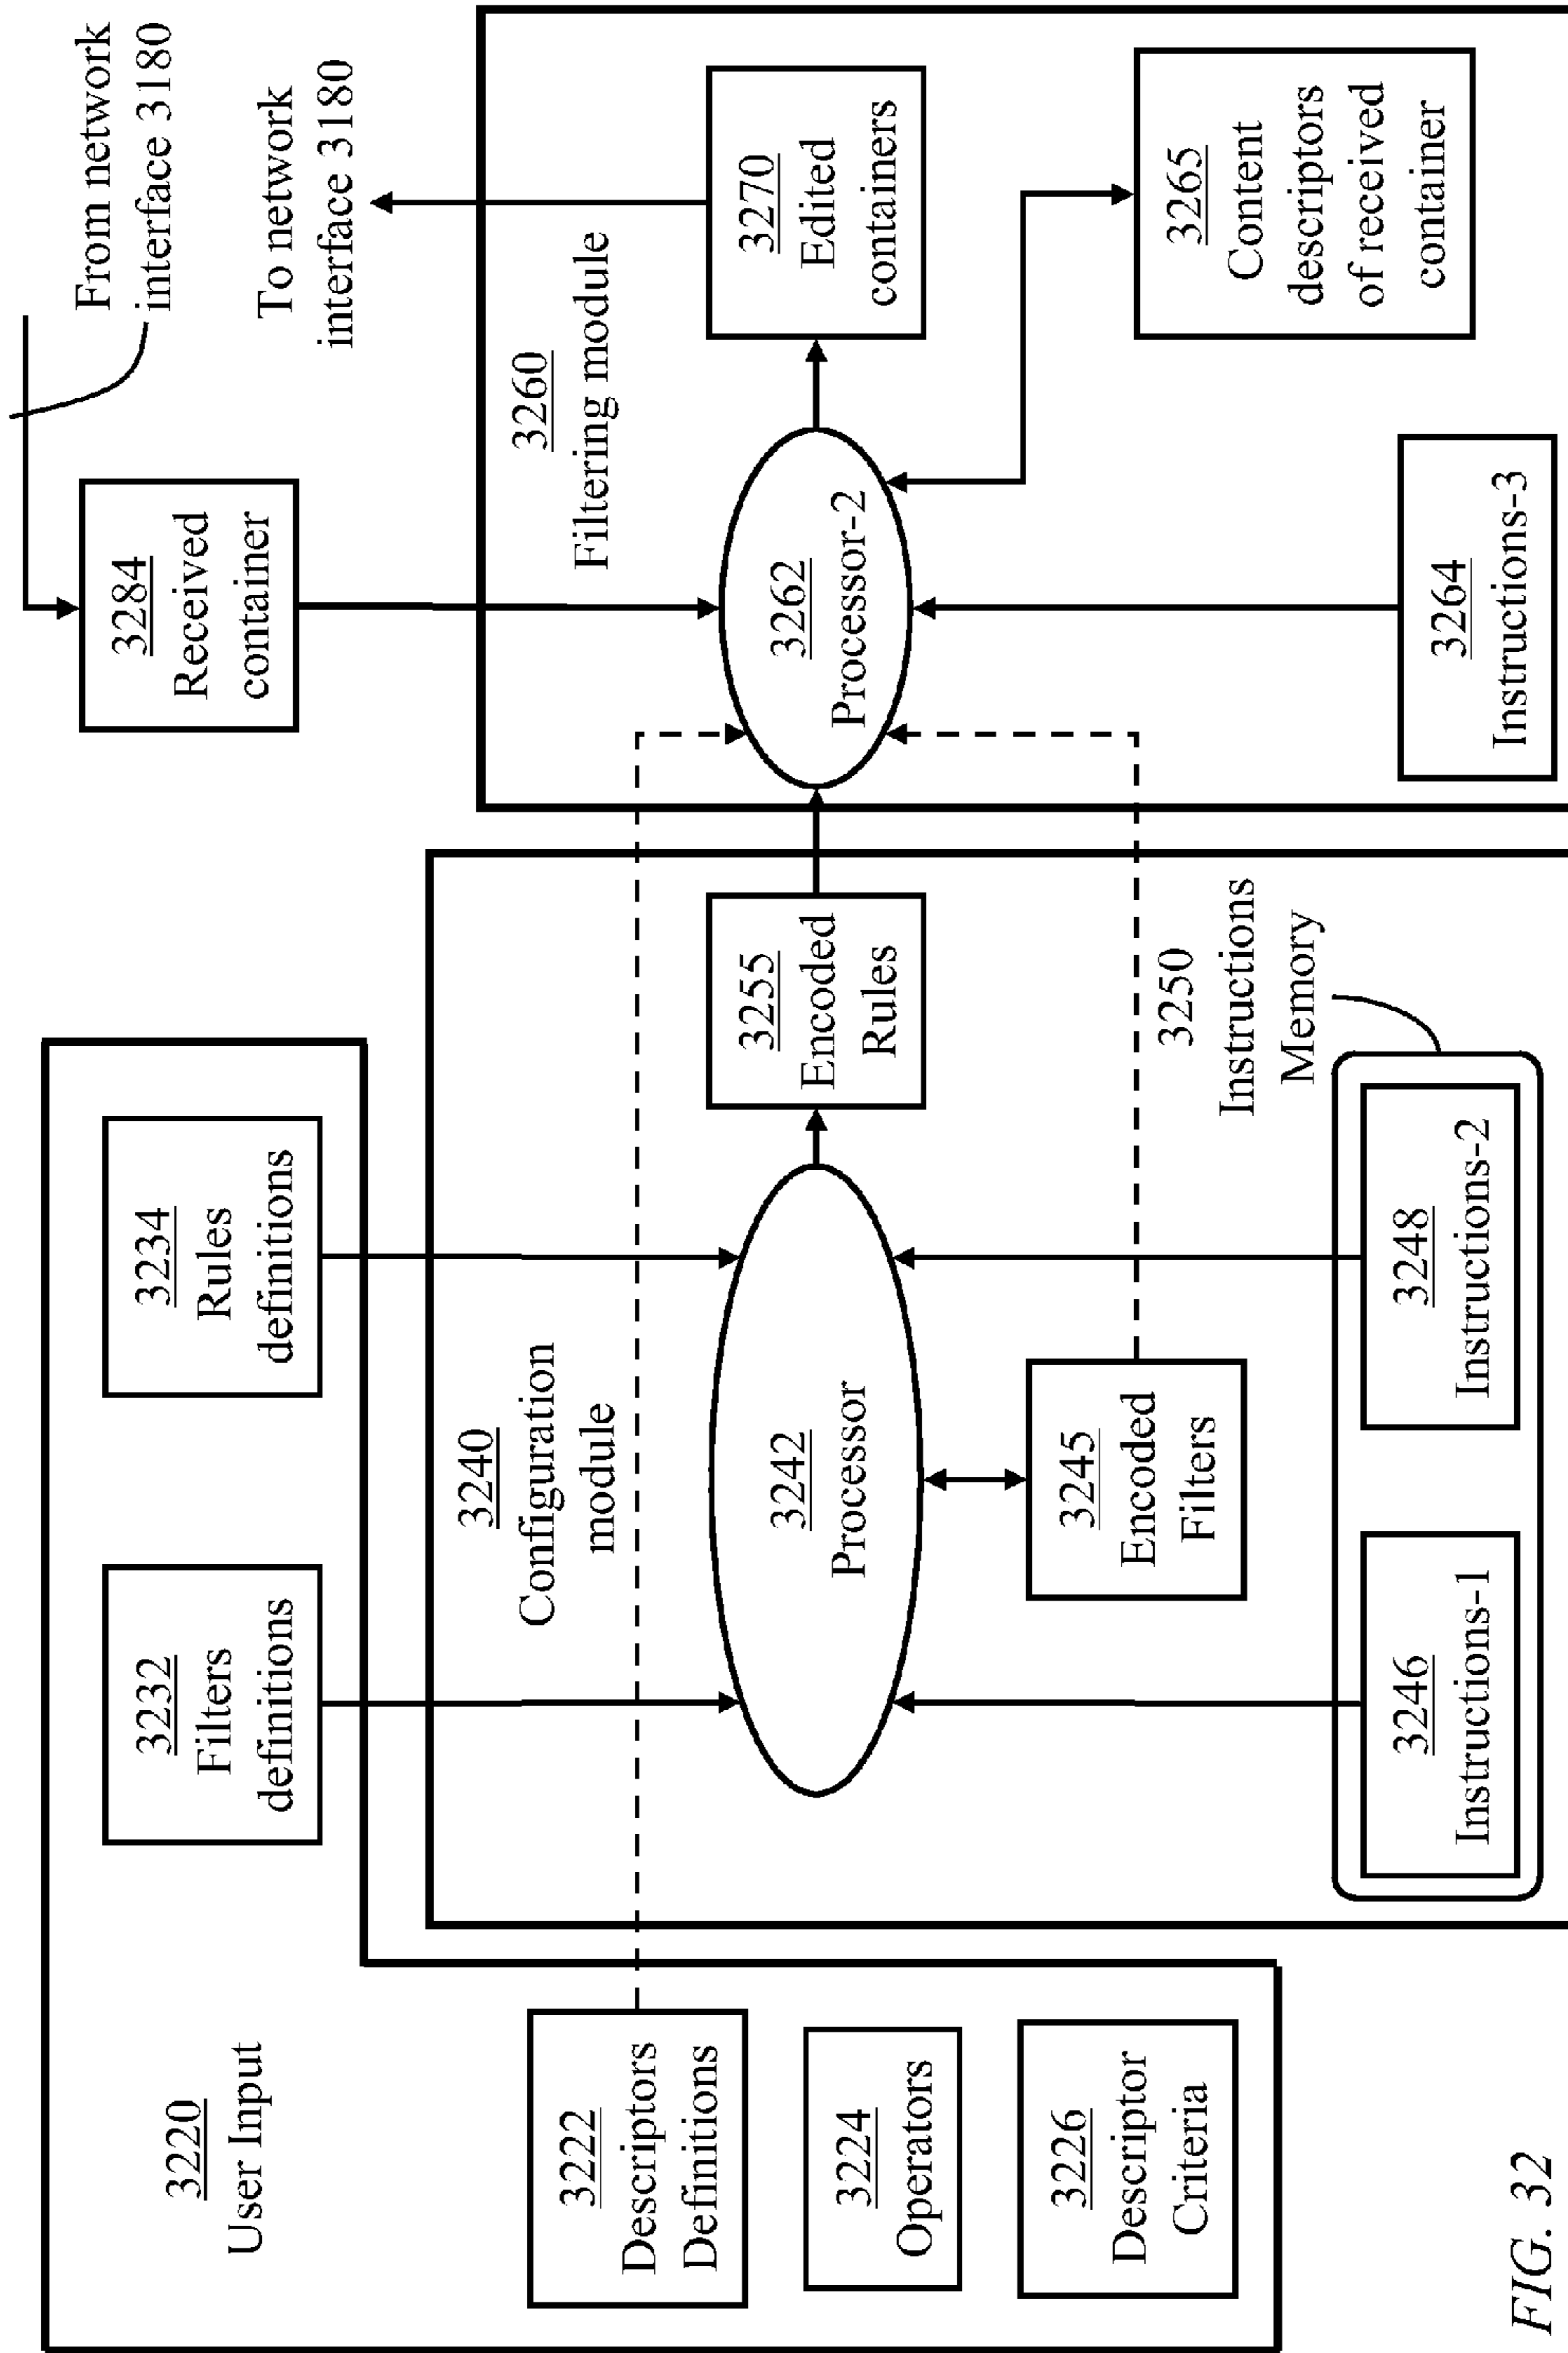 3220
User Input
3222
Descriptors
Definitions
3224
Operators
3226
Descriptor
Criteria
3232
Filters
definitions
3234
Rules
definitions
3240
Configuration
module
3242
Processor
3245
Encoded
Filters
3246
Instructions-1
3248
Instructions-2
3250
Instructions
Memory
3255
Encoded
Rules
3284
Received
container
From network
interface 3180
To network
interface 3180
3260
Filtering module
3262
Processor-2
3270
Edited
containers
3264
Instructions-3
3265
Content
descriptors
of received
container
FIG. 32